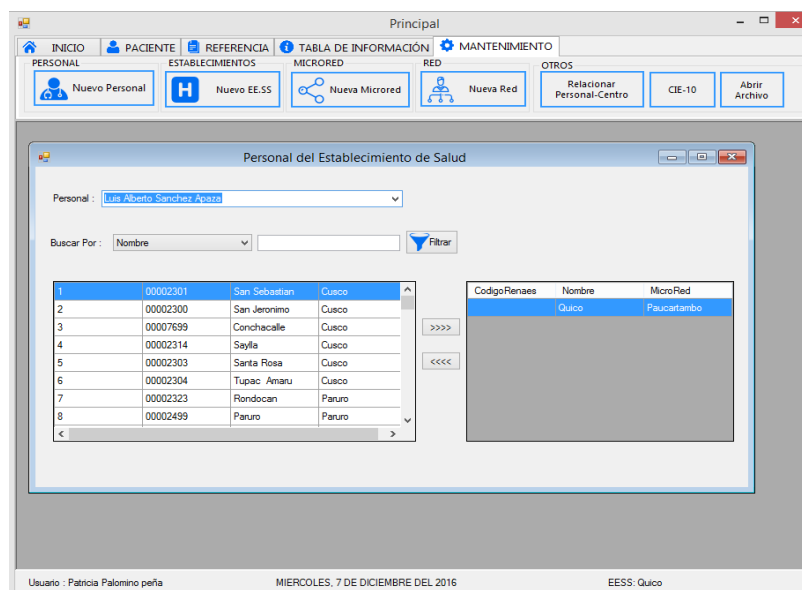 Principal
INICIO PACIENTE REFERENCIA TABLA DE INFORMACIÓN MANTENIMIENTO
PERSONAL ESTABLECIMIENTOS MICRORED RED OTROS
Nuevo Personal H Nuevo EE.SS Nueva Microred Nueva Red Relacionar Personal-Centro CIE-10 Abrir Archivo
Personal del Establecimiento de Salud
Personal : Luis Alberto Sanchez Apaza
Buscar Por : Nombre Filtrar
CodigoRenaes Nombre MicroRed
1 00002301 San Sebastian Cusco
Quico Paucartambo
2 00002300 San Jeronimo Cusco
3 00007699 Conchacalle Cusco
>>>>
4 00002314 Saylla Cusco
5 00002303 Santa Rosa Cusco
<<<<
6 00002304 Tupac Amaru Cusco
7 00002323 Rondocan Paruro
8 00002499 Paruro Paruro
Usuario : Patricia Palomino peña MIERCOLES, 7 DE DICIEMBRE DEL 2016 EESS: Quico